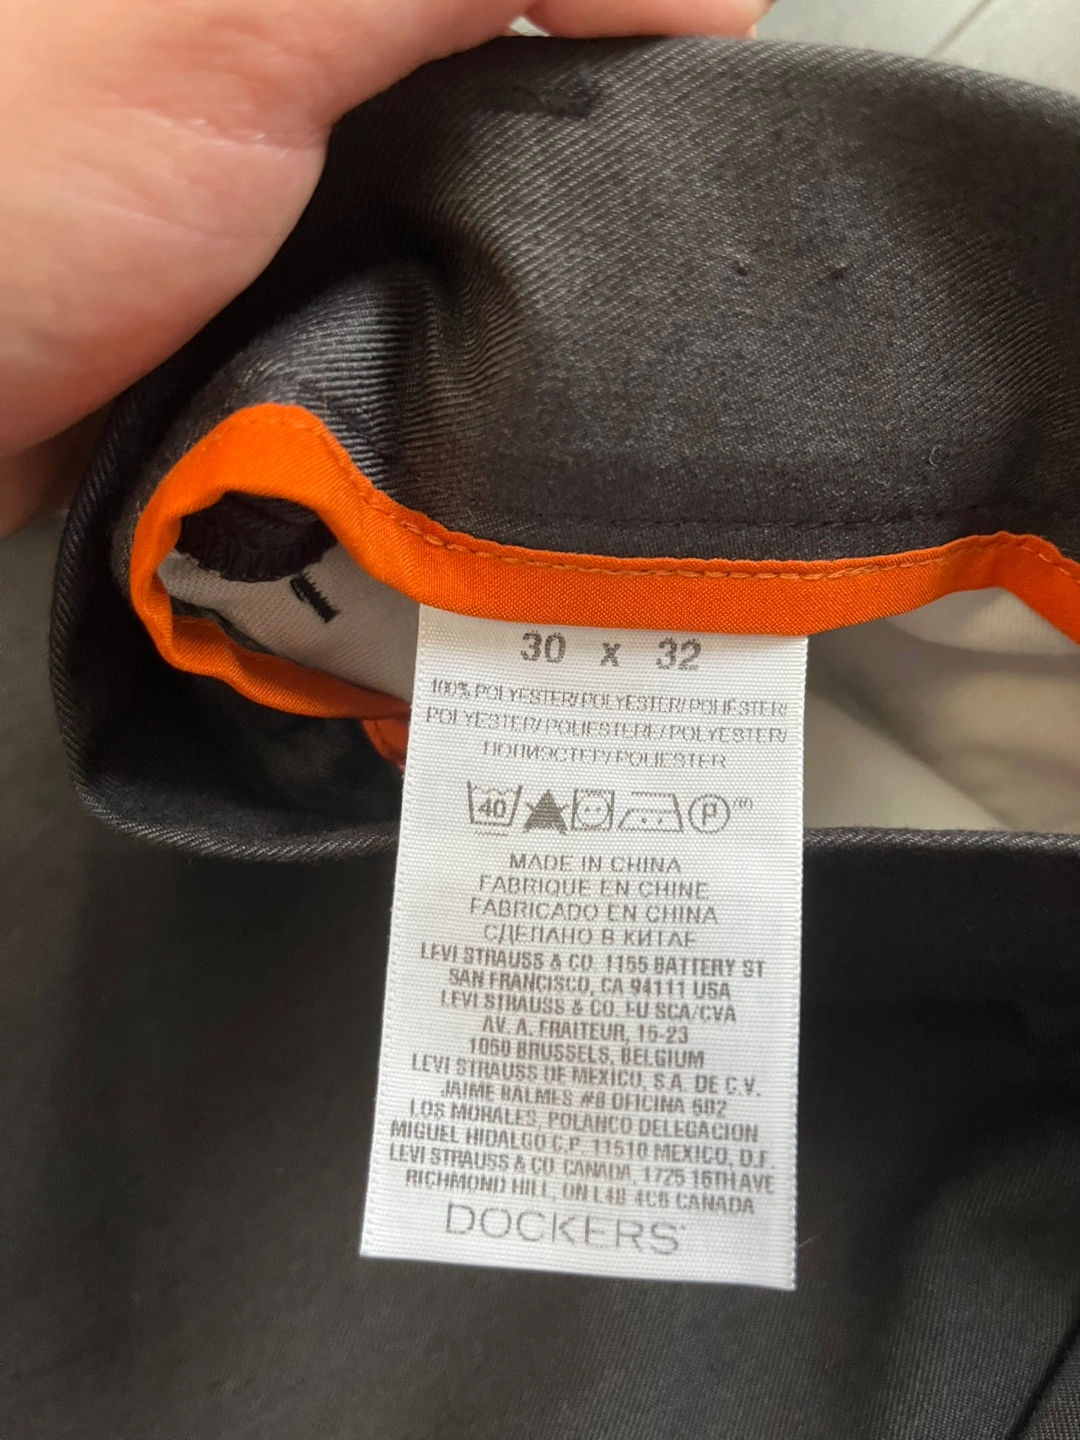 30 x 32
100% POLYESTER/POLYESTER/POLIÉSTER/
POLYESTER/POLIESTERE/POLYESTER/
ПОЛИЭСТЕР/POLIESTER
40 P
MADE IN CHINA
FABRIQUE EN CHINE
FABRICADO EN CHINA
СДЕЛАНО В КИТАЕ
LEVI STRAUSS & CO. 1155 BATTERY ST
SAN FRANCISCO, CA 94111 USA
LEVI STRAUSS & CO. EU SCA/CVA
AV. A. FRAITEUR, 15-23
1050 BRUSSELS, BELGIUM
LEVI STRAUSS DE MEXICO, S.A. DE C.V.
JAIME BALMES #8 OFICINA 502
LOS MORALES, POLANCO DELEGACION
MIGUEL HIDALGO C.P. 11510 MEXICO, D.F.
LEVI STRAUSS & CO. CANADA, 1725 16TH AVE
RICHMOND HILL, ON L4B 4C6 CANADA
DOCKERS